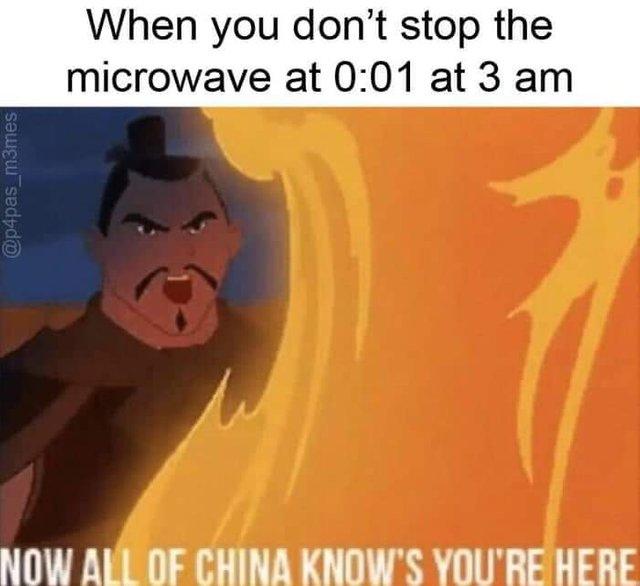 When you don’t stop the
microwave at 0:01 at 3 am
@p4pas_m3mes
NOW ALL OF CHINA KNOW'S YOU'RE HERE